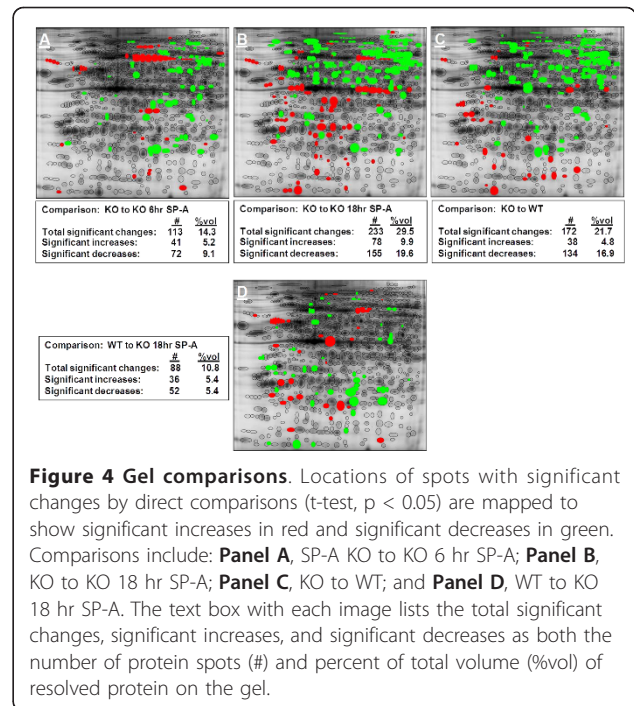 A
B
C
Comparison: KO to KO 6hr SP-A
# %vol
Total significant changes: 113 14.3
Significant increases: 41 5.2
Significant decreases: 72 9.1
Comparison: KO to KO 18hr SP-A
# %vol
Total significant changes: 233 29.5
Significant increases: 78 9.9
Significant decreases: 155 19.6
Comparison: KO to WT
# %vol
Total significant changes: 172 21.7
Significant increases: 38 4.8
Significant decreases: 134 16.9
D
Comparison: WT to KO 18hr SP-A
# %vol
Total significant changes: 88 10.8
Significant increases: 36 5.4
Significant decreases: 52 5.4
Figure 4 Gel comparisons. Locations of spots with significant
changes by direct comparisons (t-test, p < 0.05) are mapped to
show significant increases in red and significant decreases in green.
Comparisons include: Panel A, SP-A KO to KO 6 hr SP-A; Panel B,
KO to KO 18 hr SP-A; Panel C, KO to WT; and Panel D, WT to KO
18 hr SP-A. The text box with each image lists the total significant
changes, significant increases, and significant decreases as both the
number of protein spots (#) and percent of total volume (%vol) of
resolved protein on the gel.